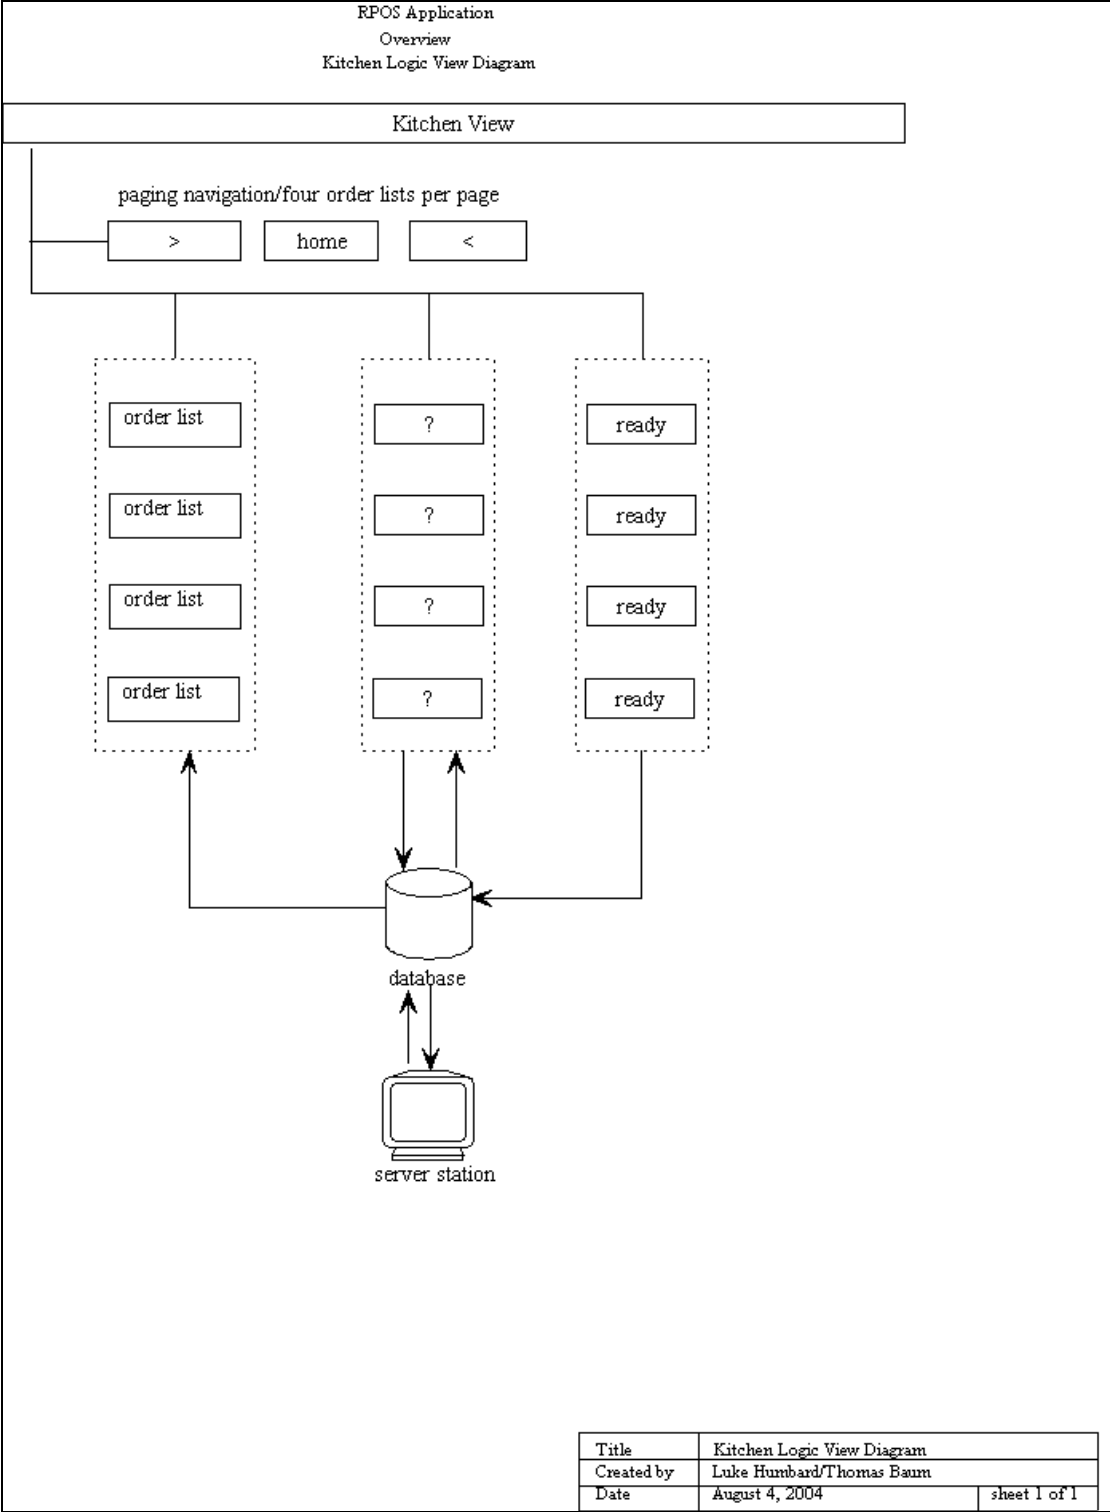 RPOS Application
Overview
Kitchen Logic View Diagram
Kitchen View
paging navigation/four order lists per page
> home <
order list ? ready
order list ? ready
order list ? ready
order list ? ready
database
server station
Title Kitchen Logic View Diagram
Created by Luke Humbard/Thomas Baum
Date August 4, 2004 sheet 1 of 1